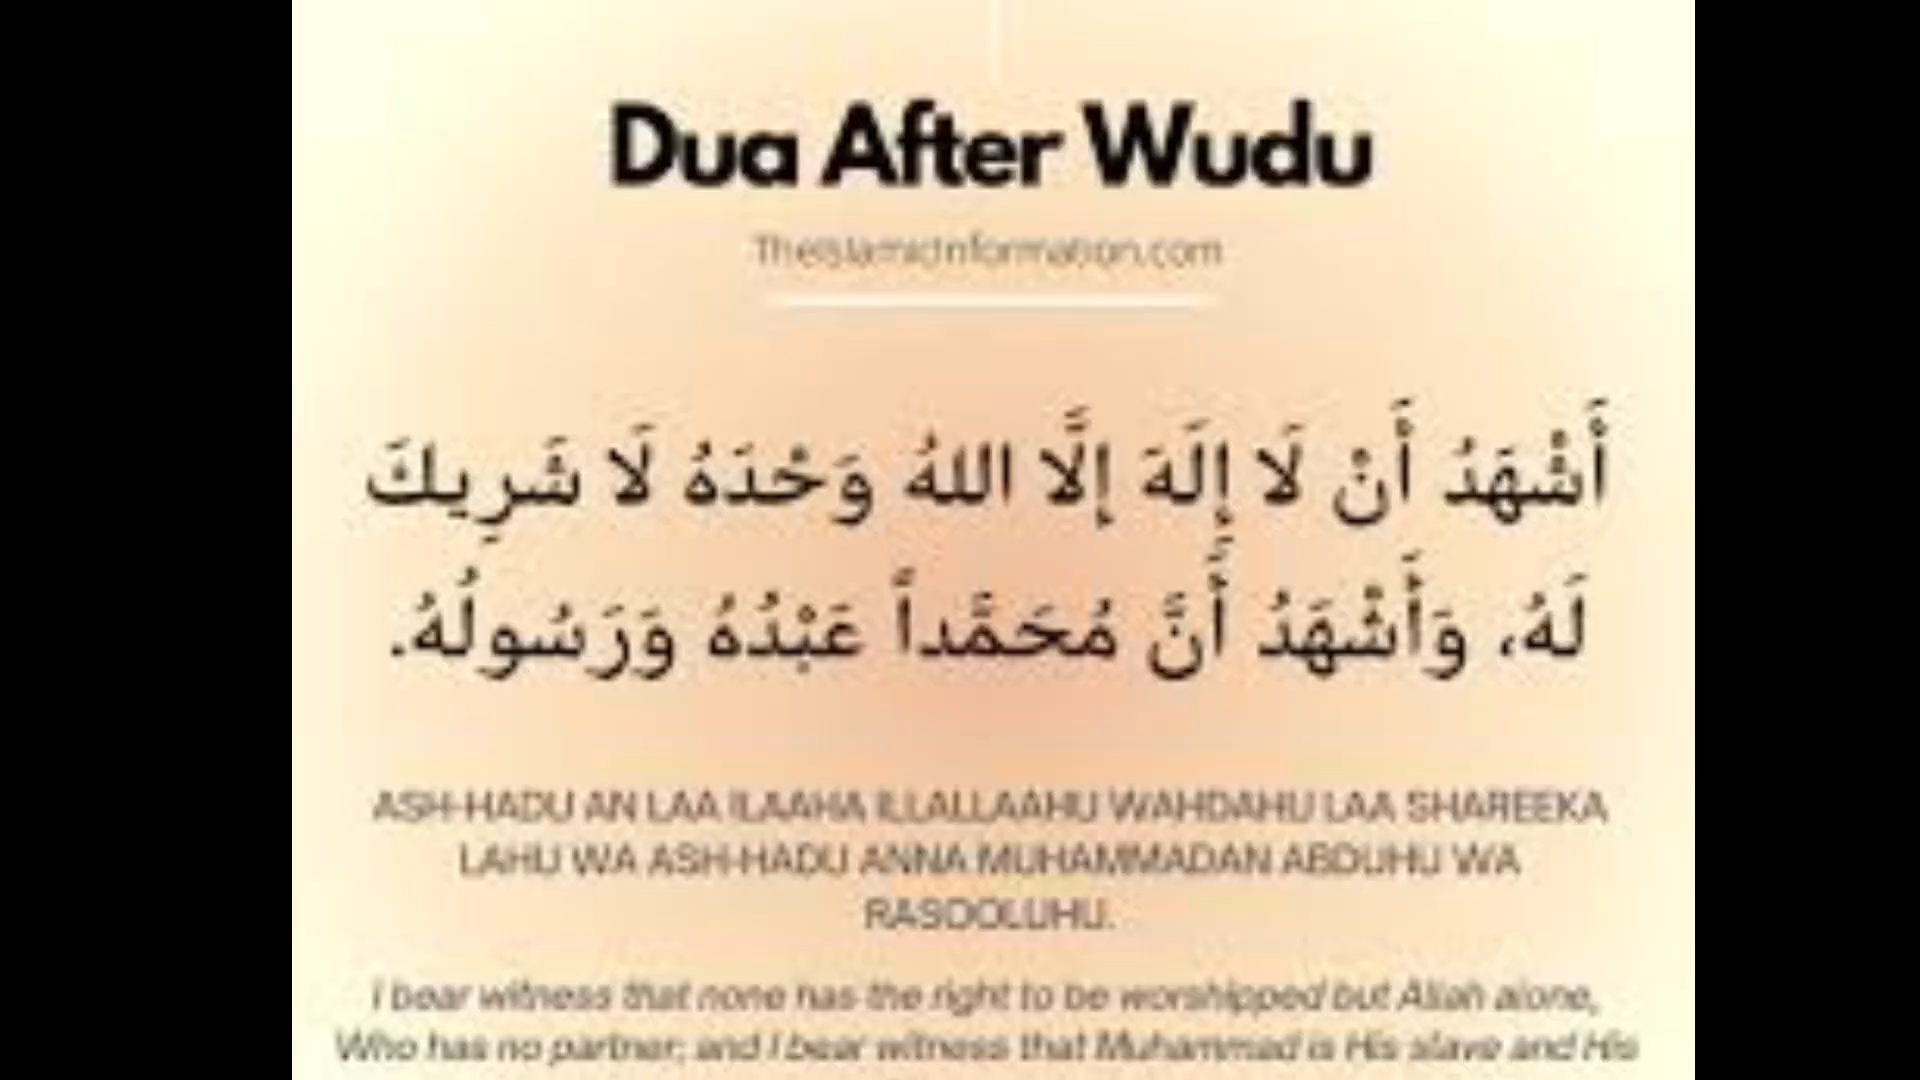 Dua After Wudu
TheIslamicInformation.com
أَشْهَدُ أَنْ لَا إِلَهَ إِلَّا اللهُ وَحْدَهُ لَا شَرِيكَ
لَهُ، وَأَشْهَدُ أَنَّ مُحَمَّداً عَبْدُهُ وَرَسُولُهُ.
ASH-HADU AN LAA ILAAHA ILLALLAAHU WAHDAHU LAA SHAREEKA
LAHU WA ASH-HADU ANNA MUHAMMADAN ABDUHU WA
RASOOLUHU.
I bear witness that none has the right to be worshipped but Allah alone,
Who has no partner; and I bear witness that Muhammad is His slave and His